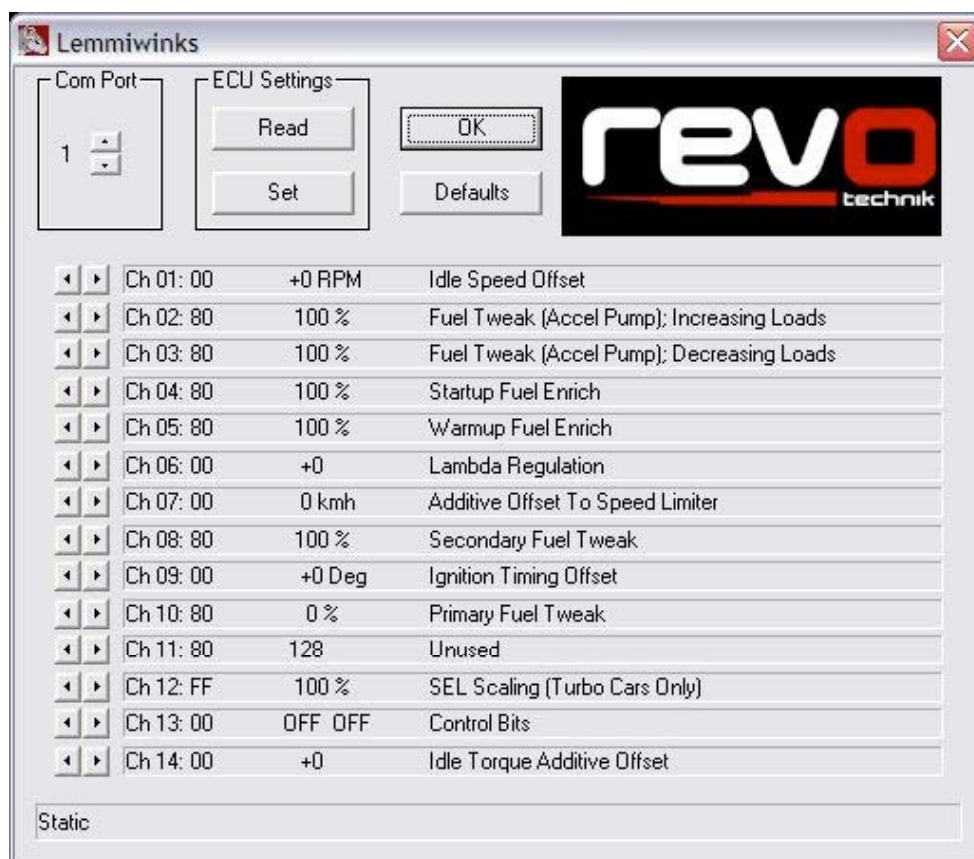 Lemmiwinks
Com Port
1
ECU Settings
Read
Set
OK
Defaults
revo
technik
Ch 01: 00 +0 RPM Idle Speed Offset
Ch 02: 80 100 % Fuel Tweak (Accel Pump); Increasing Loads
Ch 03: 80 100 % Fuel Tweak (Accel Pump); Decreasing Loads
Ch 04: 80 100 % Startup Fuel Enrich
Ch 05: 80 100 % Warmup Fuel Enrich
Ch 06: 00 +0 Lambda Regulation
Ch 07: 00 0 kmh Additive Offset To Speed Limiter
Ch 08: 80 100 % Secondary Fuel Tweak
Ch 09: 00 +0 Deg Ignition Timing Offset
Ch 10: 80 0 % Primary Fuel Tweak
Ch 11: 80 128 Unused
Ch 12: FF 100 % SEL Scaling (Turbo Cars Only)
Ch 13: 00 OFF OFF Control Bits
Ch 14: 00 +0 Idle Torque Additive Offset
Static